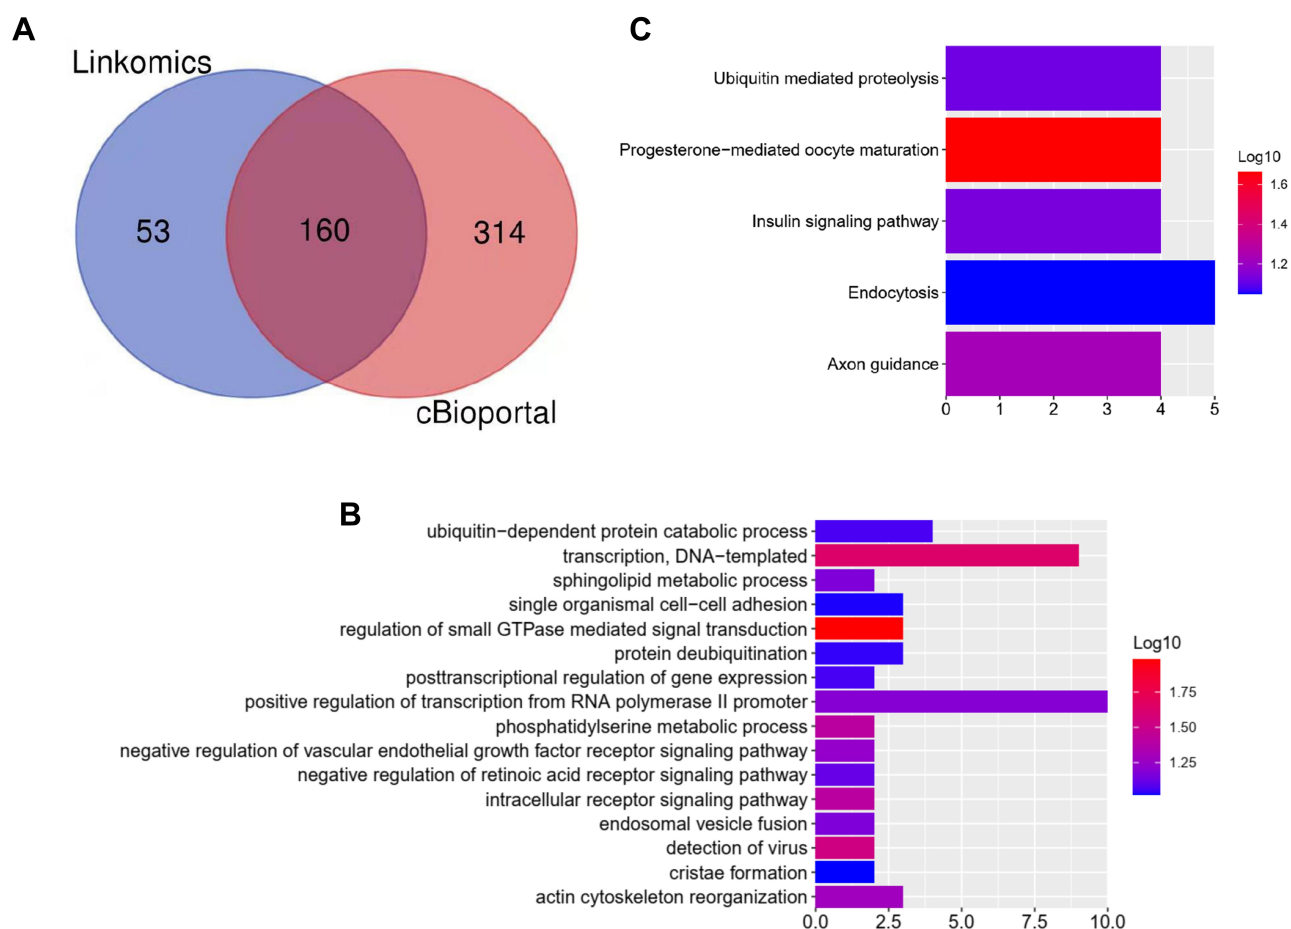 A
Linkomics
53
160
314
cBioportal
C
Ubiquitin mediated proteolysis
Progesterone−mediated oocyte maturation
Insulin signaling pathway
Endocytosis
Axon guidance
0 1 2 3 4 5
Log10
1.6
1.4
1.2
B
ubiquitin−dependent protein catabolic process
transcription, DNA−templated
sphingolipid metabolic process
single organismal cell−cell adhesion
regulation of small GTPase mediated signal transduction
protein deubiquitination
posttranscriptional regulation of gene expression
positive regulation of transcription from RNA polymerase II promoter
phosphatidylserine metabolic process
negative regulation of vascular endothelial growth factor receptor signaling pathway
negative regulation of retinoic acid receptor signaling pathway
intracellular receptor signaling pathway
endosomal vesicle fusion
detection of virus
cristae formation
actin cytoskeleton reorganization
0.0 2.5 5.0 7.5 10.0
Log10
1.75
1.50
1.25